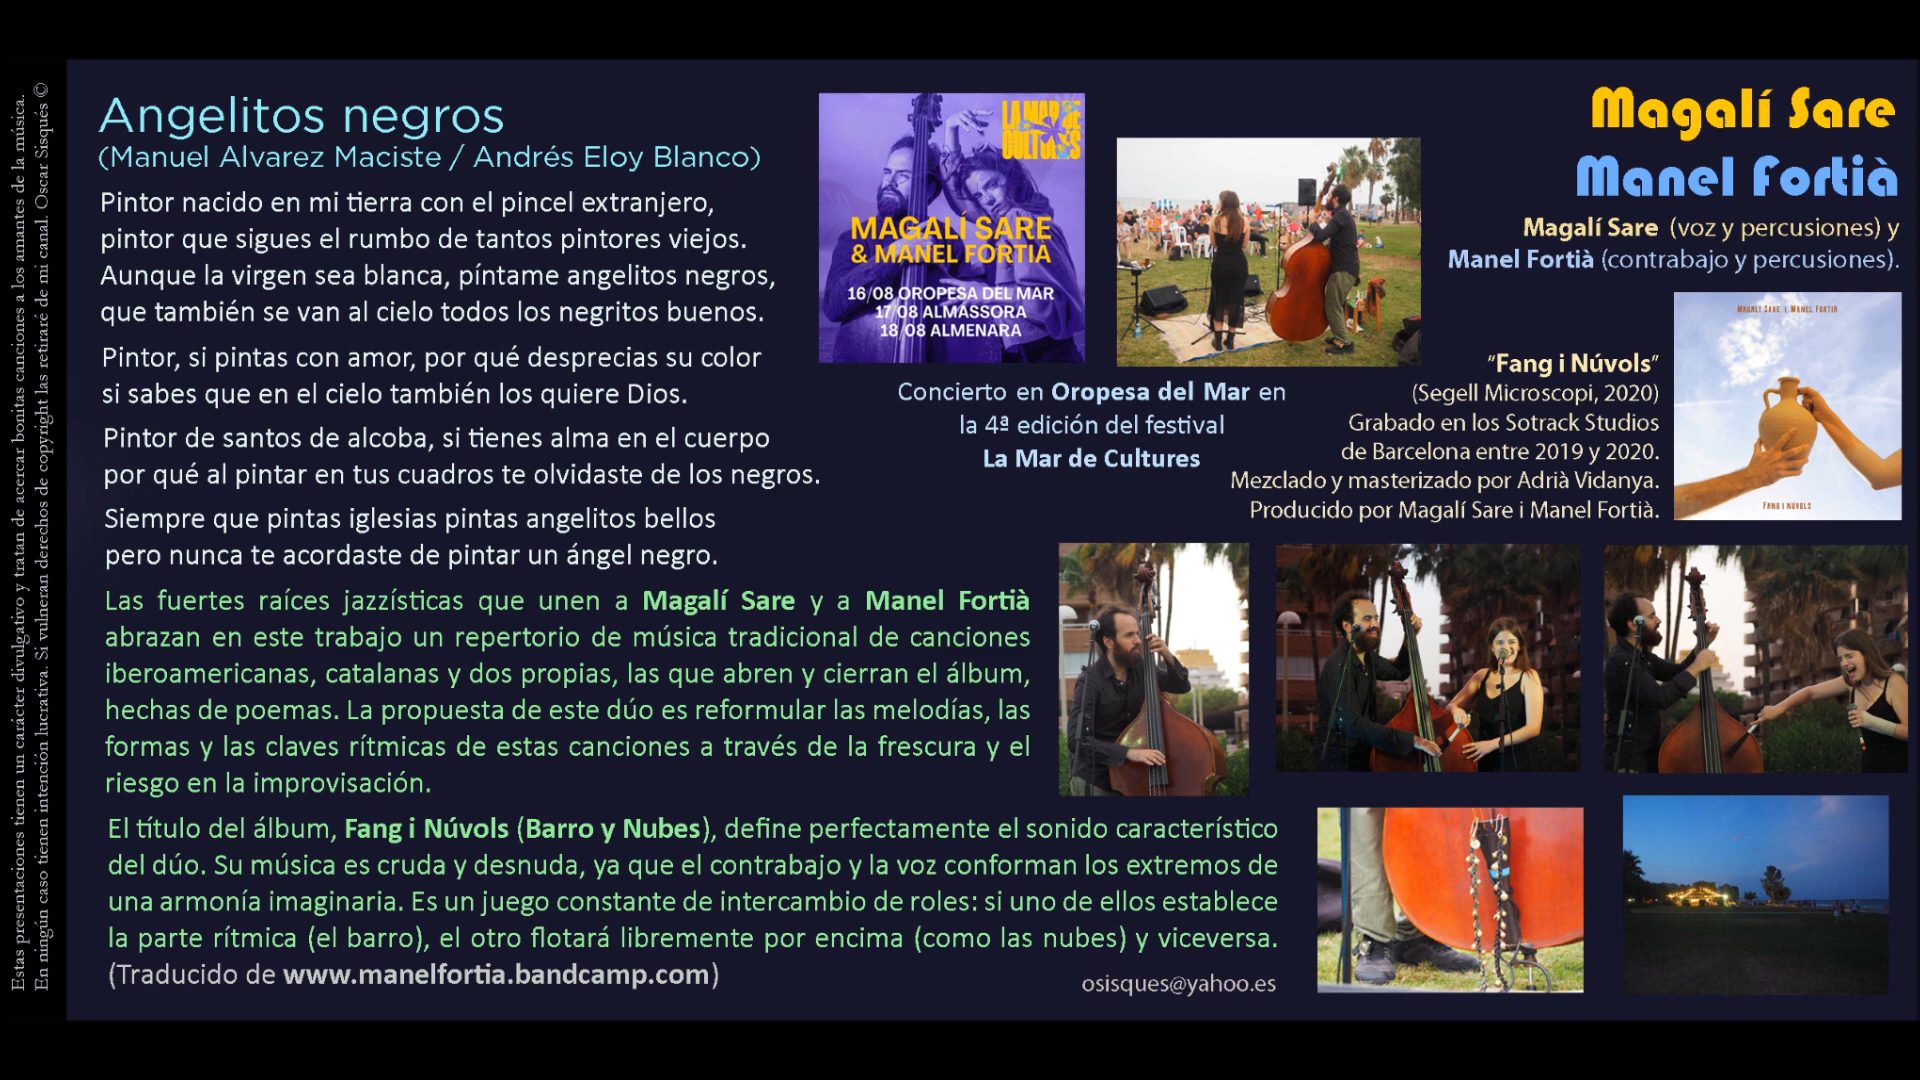 Estas presentaciones tienen un carácter divulgativo y tratan de acercar bonitas canciones a los amantes de la música.
En ningún caso tienen intención lucrativa. Si vulneran derechos de copyright las retiraré de mi canal. Oscar Sisqués ©
Angelitos negros
(Manuel Alvarez Maciste / Andrés Eloy Blanco)
Pintor nacido en mi tierra con el pincel extranjero,
pintor que sigues el rumbo de tantos pintores viejos.
Aunque la virgen sea blanca, píntame angelitos negros,
que también se van al cielo todos los negritos buenos.
Pintor, si pintas con amor, por qué desprecias su color
si sabes que en el cielo también los quiere Dios.
Pintor de santos de alcoba, si tienes alma en el cuerpo
por qué al pintar en tus cuadros te olvidaste de los negros.
Siempre que pintas iglesias pintas angelitos bellos
pero nunca te acordaste de pintar un ángel negro.
Las fuertes raíces jazzísticas que unen a Magalí Sare y a Manel Fortià
abrazan en este trabajo un repertorio de música tradicional de canciones
iberoamericanas, catalanas y dos propias, las que abren y cierran el álbum,
hechas de poemas. La propuesta de este dúo es reformular las melodías, las
formas y las claves rítmicas de estas canciones a través de la frescura y el
riesgo en la improvisación.
El título del álbum, Fang i Núvols (Barro y Nubes), define perfectamente el sonido característico
del dúo. Su música es cruda y desnuda, ya que el contrabajo y la voz conforman los extremos de
una armonía imaginaria. Es un juego constante de intercambio de roles: si uno de ellos establece
la parte rítmica (el barro), el otro flotará libremente por encima (como las nubes) y viceversa.
(Traducido de www.manelfortia.bandcamp.com)
osisques@yahoo.es
LA MAR DE
CULTURES
MAGALÍ SARE
& MANEL FORTIÀ
16/08 OROPESA DEL MAR
17/08 ALMASSORA
18/08 ALMENARA
Concierto en Oropesa del Mar en
la 4ª edición del festival
La Mar de Cultures
Magalí Sare
Manel Fortià
Magalí Sare (voz y percusiones) y
Manel Fortià (contrabajo y percusiones).
"Fang i Núvols"
(Segell Microscopi, 2020)
Grabado en los Sotrack Studios
de Barcelona entre 2019 y 2020.
Mezclado y masterizado por Adrià Vidanya.
Producido por Magalí Sare i Manel Fortià.
MAGALÍ SARE I MANEL FORTIÀ
FANG I NÚVOLS